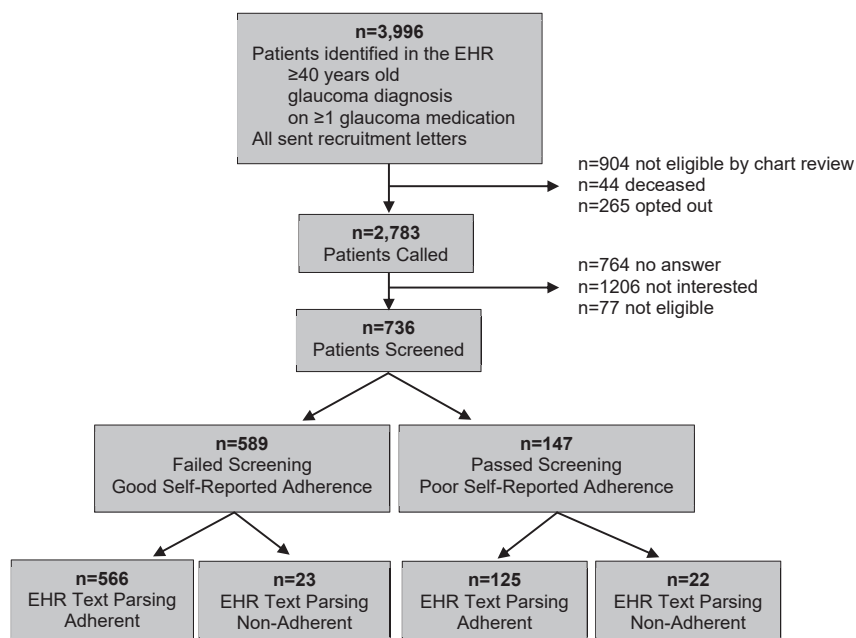 n=3,996
Patients identified in the EHR
≥40 years old
glaucoma diagnosis
on ≥1 glaucoma medication
All sent recruitment letters
n=904 not eligible by chart review
n=44 deceased
n=265 opted out
n=2,783
Patients Called
n=764 no answer
n=1206 not interested
n=77 not eligible
n=736
Patients Screened
n=589
Failed Screening
Good Self-Reported Adherence
n=147
Passed Screening
Poor Self-Reported Adherence
n=566
EHR Text Parsing
Adherent
n=23
EHR Text Parsing
Non-Adherent
n=125
EHR Text Parsing
Adherent
n=22
EHR Text Parsing
Non-Adherent